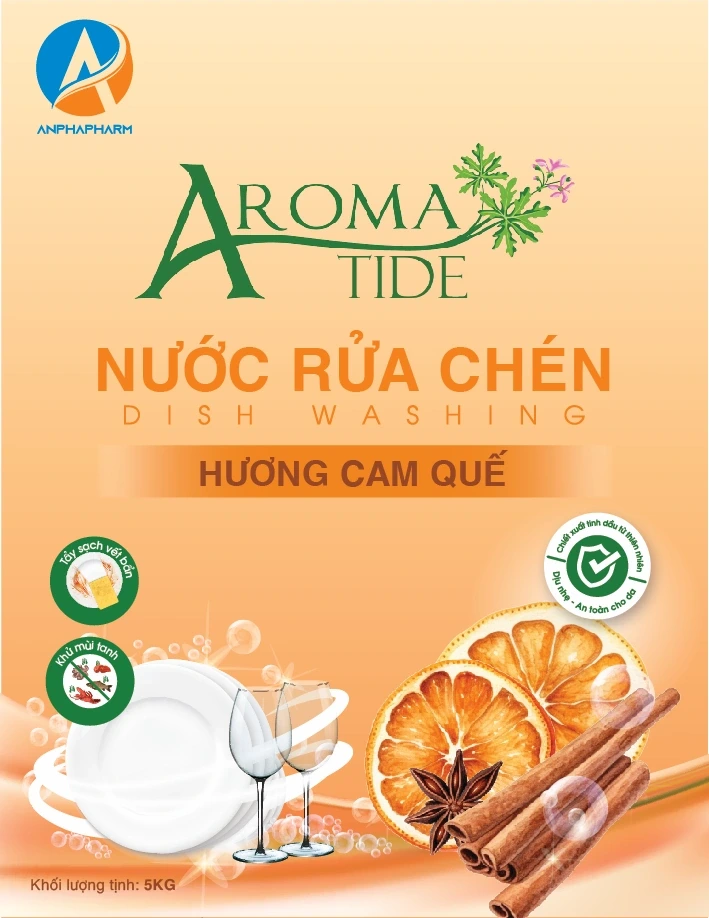 ANPHAPHARM
AROMA
TIDE
NƯỚC RỬA CHÉN
DISH WASHING
HƯƠNG CAM QUẾ
Tẩy sạch vết bẩn
Chiết xuất tinh dầu từ thiên nhiên
Dịu nhẹ - An toàn cho da
Khử mùi tanh
Khối lượng tịnh: 5KG